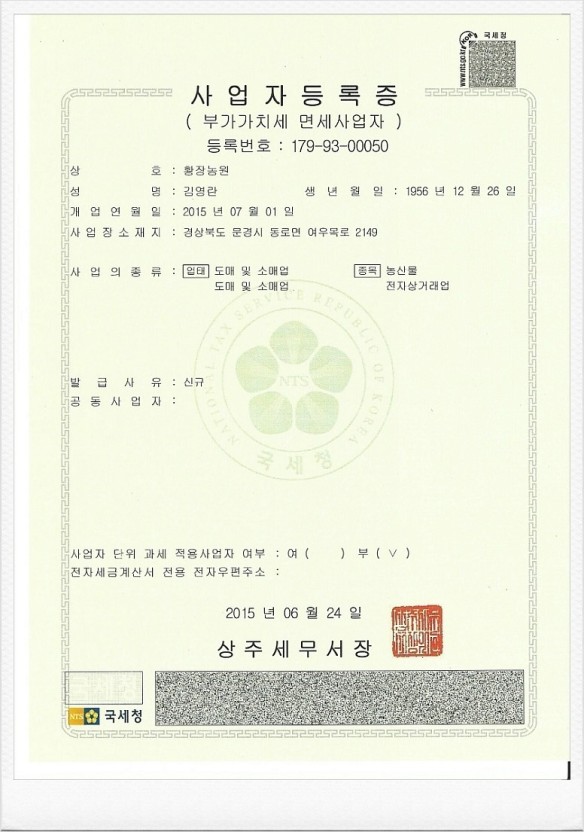 국세청
사업자등록증
( 부가가치세 면세사업자 )
등록번호 : 179-93-00050
상 호 : 황장농원
성 명 : 김영란 생 년 월 일 : 1956 년 12 월 26 일
개 업 연 월 일 : 2015 년 07 월 01 일
사 업 장 소 재 지 : 경상북도 문경시 동로면 여우목로 2149
사 업 의 종 류 : 업태 도매 및 소매업 종목 농산물
도매 및 소매업 전자상거래업
NATIONAL TAX SERVICE REPUBLIC OF KOREA
NTS
국세청
발 급 사 유 : 신규
공 동 사 업 자 :
사업자 단위 과세 적용사업자 여부 : 여 ( ) 부 ( ∨ )
전자세금계산서 전용 전자우편주소 :
2015 년 06 월 24 일
상주세무서장
국세청
NTS 국세청